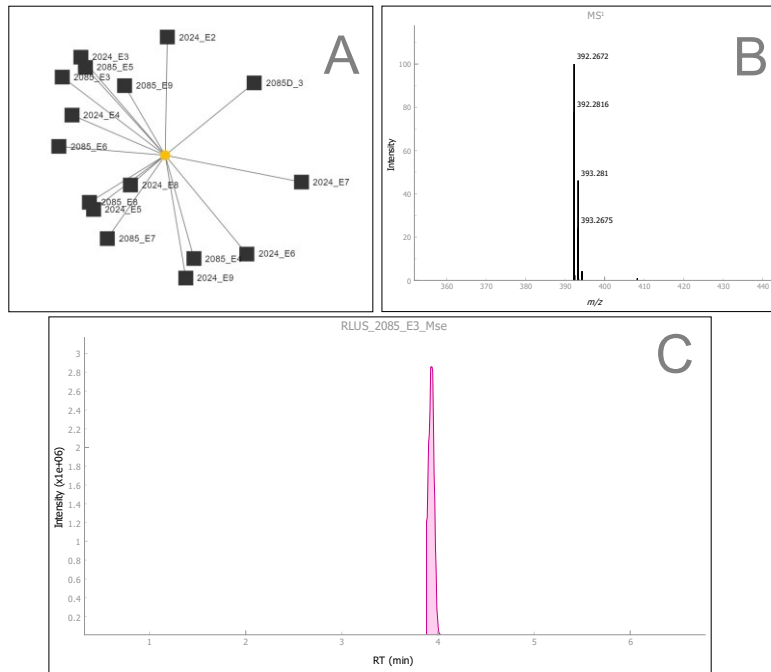 A
2024_E2
2024_E3
2085_E5
2085_E3
2085_E9
2085D_3
2024_E4
2085_E6
2024_E8
2024_E7
2085_E8
2024_E5
2085_E7
2085_E4
2024_E6
2024_E9
B
MS¹
392.2672
392.2816
393.281
393.2675
100
80
60
40
20
0
Intensity
360 370 380 390 400 410 420 430 440
m/z
RLUS_2085_E3_Mse
C
3
2.8
2.6
2.4
2.2
2
1.8
1.6
1.4
1.2
1
0.8
0.6
0.4
0.2
Intensity (x1e+06)
1 2 3 4 5 6
RT (min)